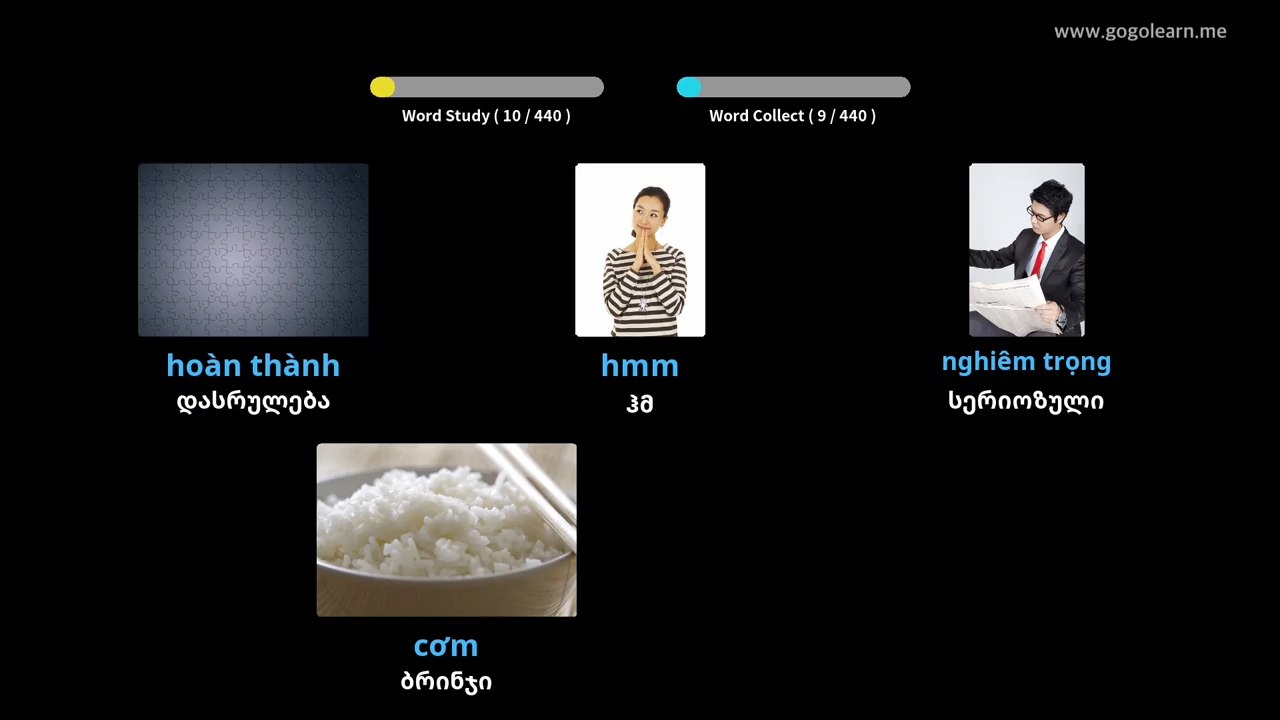 www.gogolearn.me
Word Study ( 10 / 440 )
Word Collect ( 9 / 440 )
hoàn thành
დასრულება
hmm
ჰმ
nghiêm trọng
სერიოზული
cơm
ბრინჯი